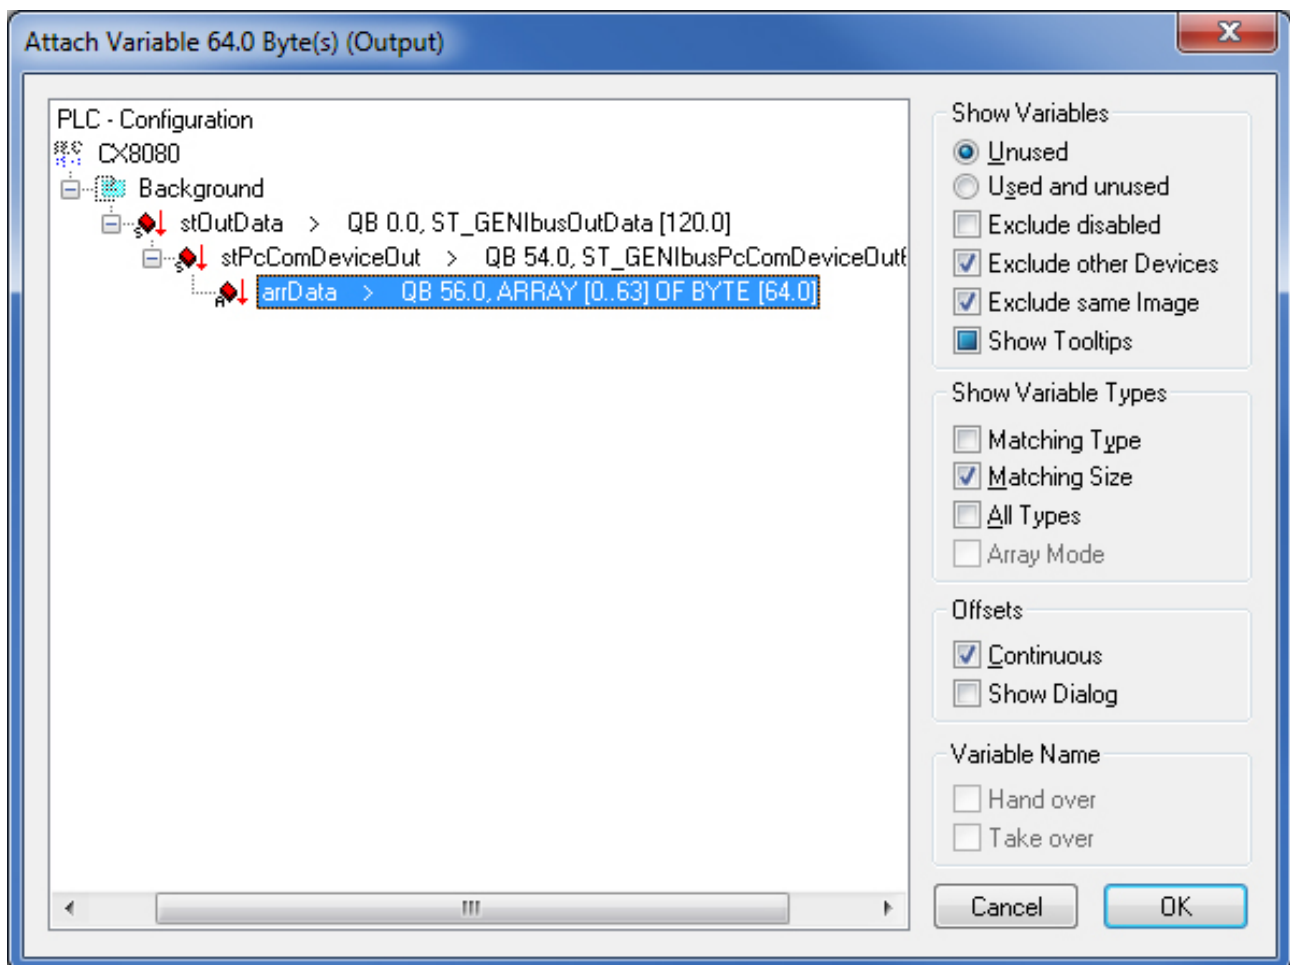 Attach Variable 64.0 Byte(s) (Output)
PLC - Configuration
CX8080
Background
stOutData > QB 0.0, ST_GENIbusOutData [120.0]
stPcComDeviceOut > QB 54.0, ST_GENIbusPcComDeviceOut
arrData > QB 56.0, ARRAY [0..63] OF BYTE [64.0]
Show Variables
Unused
Used and unused
Exclude disabled
Exclude other Devices
Exclude same Image
Show Tooltips
Show Variable Types
Matching Type
Matching Size
All Types
Array Mode
Offsets
Continuous
Show Dialog
Variable Name
Hand over
Take over
Cancel
OK